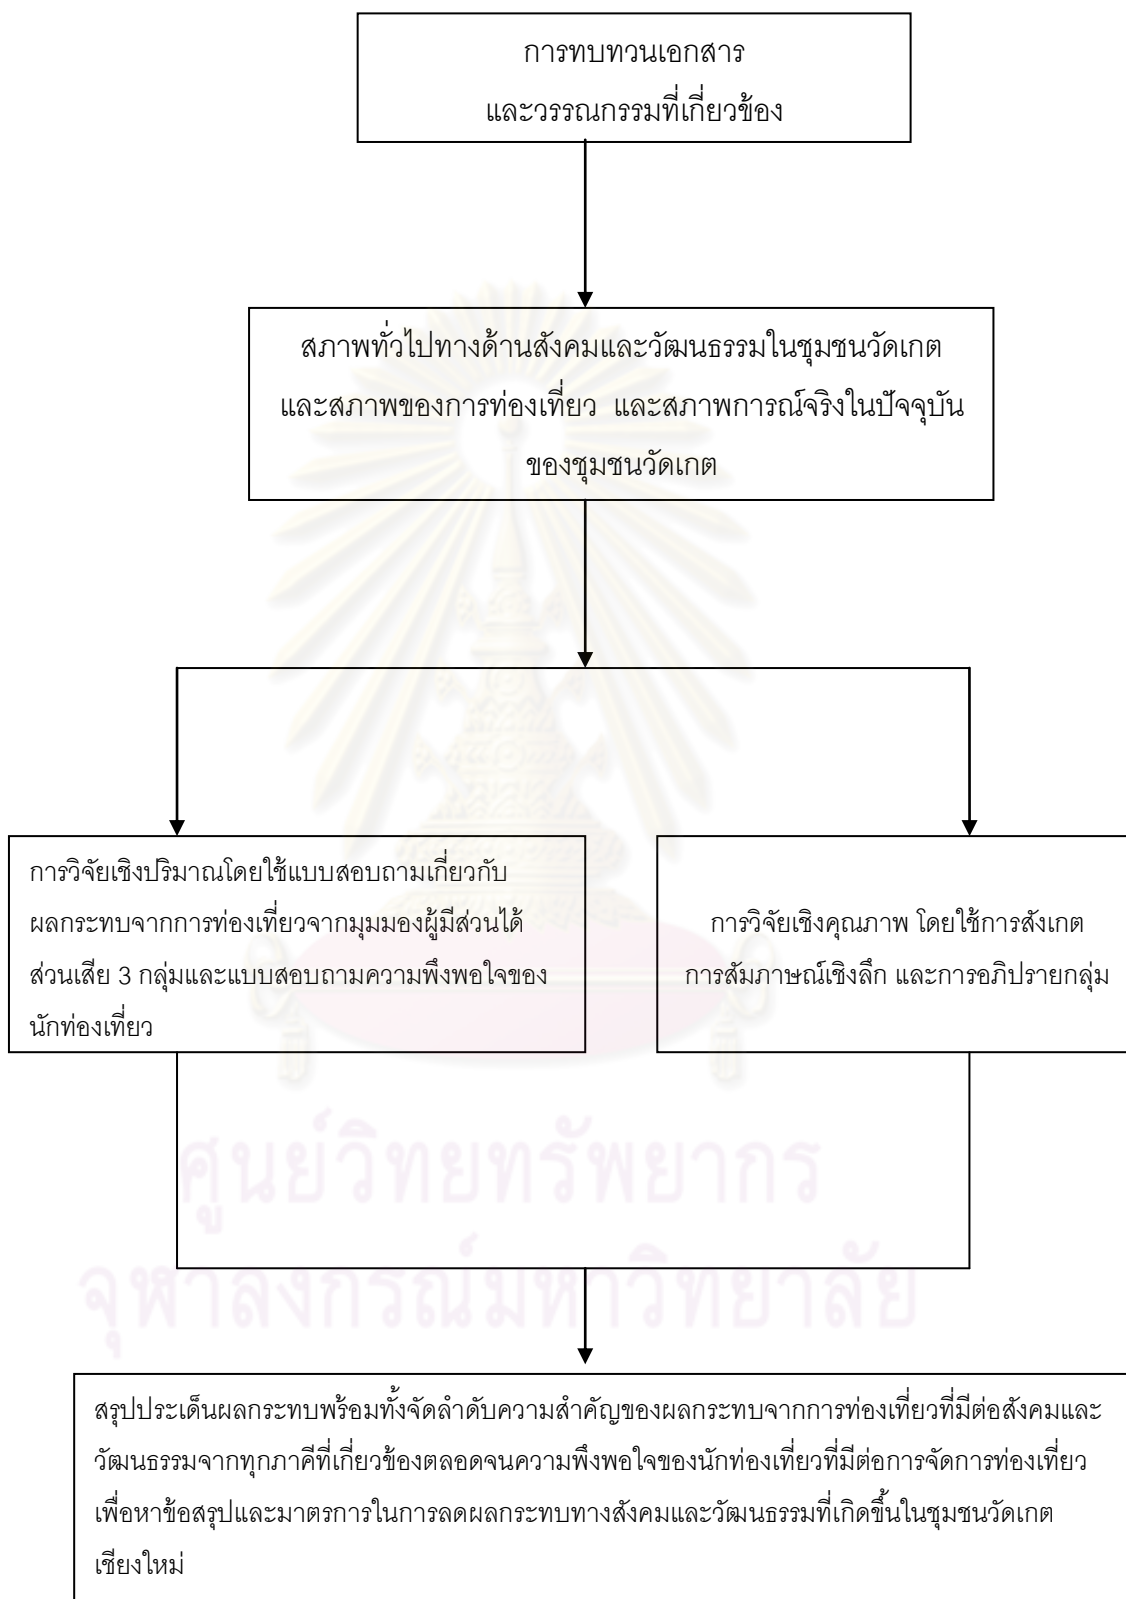 การทบทวนเอกสาร
และวรรณกรรมที่เกี่ยวข้อง
สภาพทั่วไปทางด้านสังคมและวัฒนธรรมในชุมชนวัดเกต
และสภาพของการท่องเที่ยว และสภาพการณ์จริงในปัจจุบัน
ของชุมชนวัดเกต
การวิจัยเชิงปริมาณโดยใช้แบบสอบถามเกี่ยวกับ
ผลกระทบจากการท่องเที่ยวจากมุมมองผู้มีส่วนได้
ส่วนเสีย 3 กลุ่มและแบบสอบถามความพึงพอใจของ
นักท่องเที่ยว
การวิจัยเชิงคุณภาพ โดยใช้การสังเกต
การสัมภาษณ์เชิงลึก และการอภิปรายกลุ่ม
ศูนย์วิทยทรัพยากร
จุฬาลงกรณ์มหาวิทยาลัย
สรุปประเด็นผลกระทบพร้อมทั้งจัดลำดับความสำคัญของผลกระทบจากการท่องเที่ยวที่มีต่อสังคมและ
วัฒนธรรมจากทุกภาคีที่เกี่ยวข้องตลอดจนความพึงพอใจของนักท่องเที่ยวที่มีต่อการจัดการท่องเที่ยว
เพื่อหาข้อสรุปและมาตรการในการลดผลกระทบทางสังคมและวัฒนธรรมที่เกิดขึ้นในชุมชนวัดเกต
เชียงใหม่